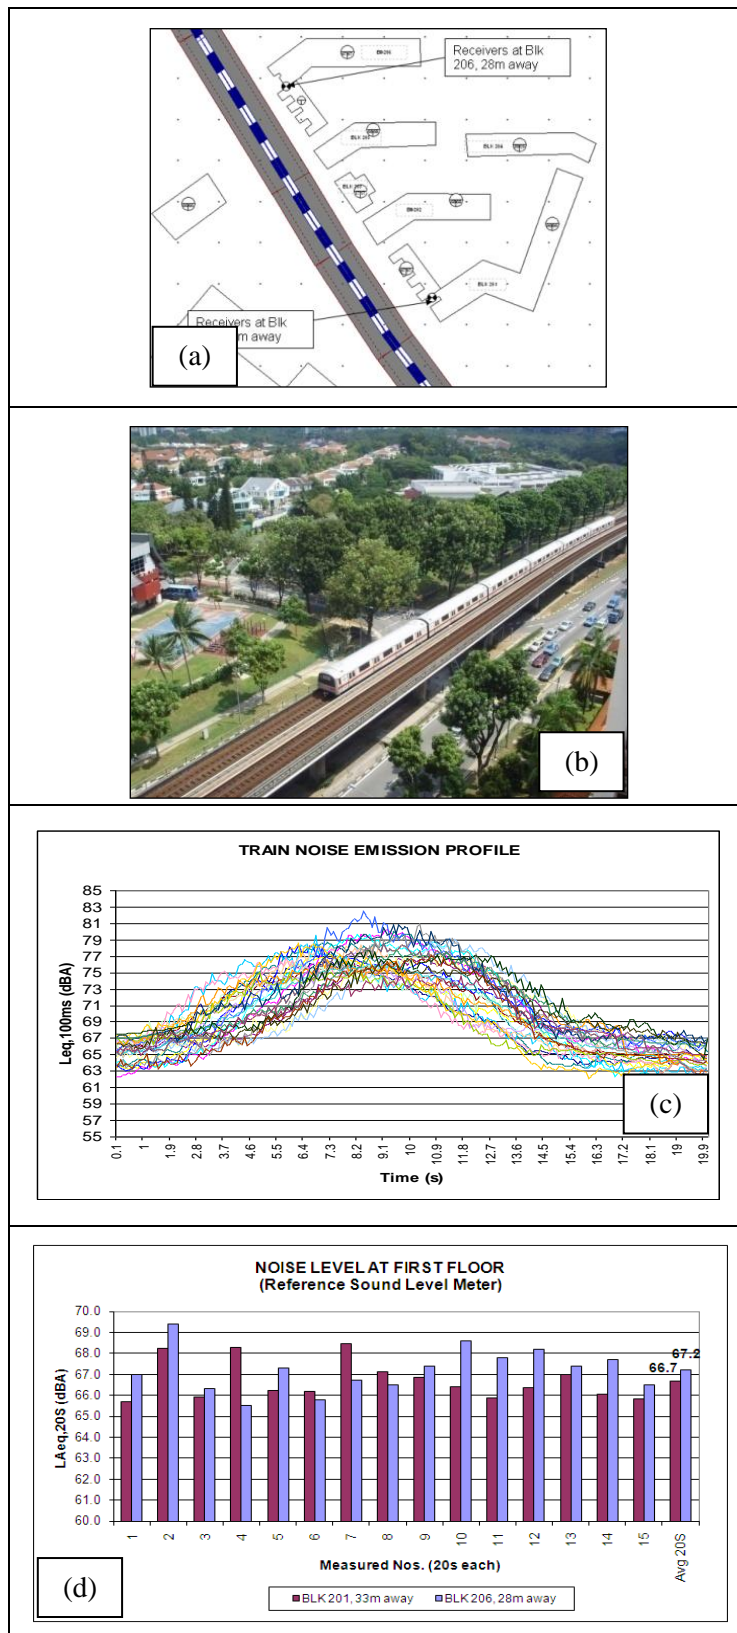 Receivers at Blk
206, 28m away
BLK 205
BLK 204
BLK 201
Receivers at Blk
m away
(a)
(b)
TRAIN NOISE EMISSION PROFILE
Leq,100ms (dBA)
85
83
81
79
77
75
73
71
69
67
65
63
61
59
57
55
0.1 1 1.9 2.8 3.7 4.6 5.5 6.4 7.3 8.2 9.1 10 10.9 11.8 12.7 13.6 14.5 15.4 16.3 17.2 18.1 19 19.9
Time (s)
(c)
NOISE LEVEL AT FIRST FLOOR
(Reference Sound Level Meter)
LAeq,20S (dBA)
70.0
69.0
68.0
67.0
66.0
65.0
64.0
63.0
62.0
61.0
60.0
67.2
66.7
1 2 3 4 5 6 7 8 9 10 11 12 13 14 15 Avg 20S
Measured Nos. (20s each)
BLK 201, 33m away BLK 206, 28m away
(d)